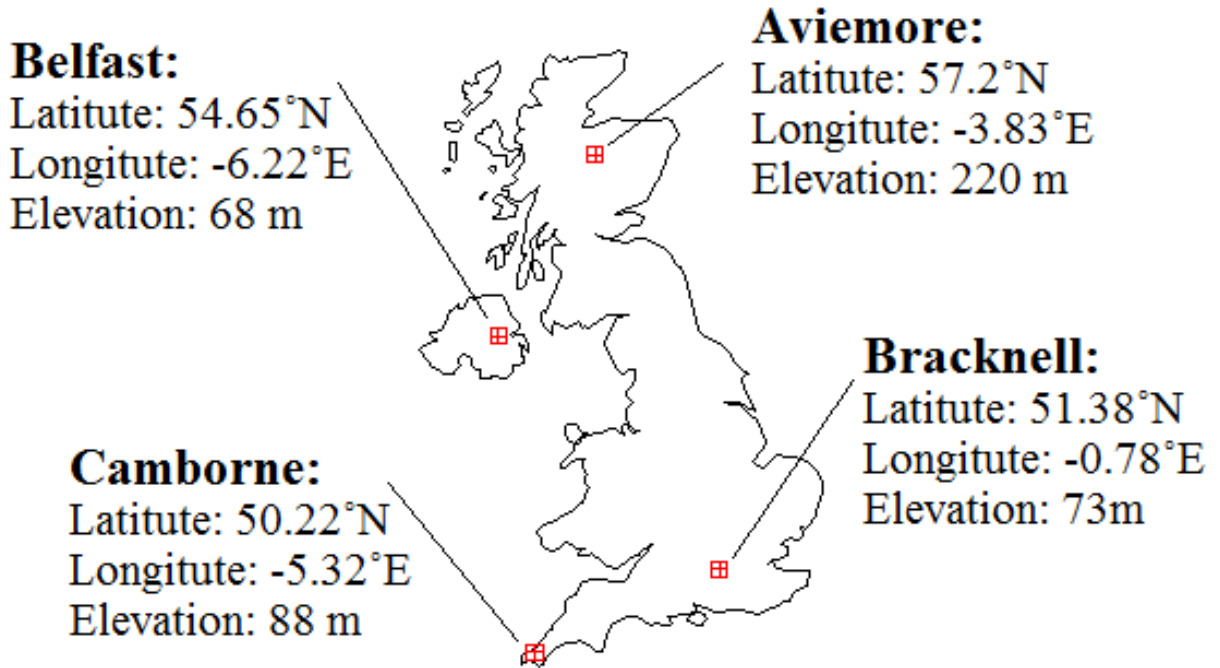 Belfast:
Latitute: 54.65°N
Longitute: -6.22°E
Elevation: 68 m
Aviemore:
Latitute: 57.2°N
Longitute: -3.83°E
Elevation: 220 m
Bracknell:
Latitute: 51.38°N
Longitute: -0.78°E
Elevation: 73m
Camborne:
Latitute: 50.22°N
Longitute: -5.32°E
Elevation: 88 m